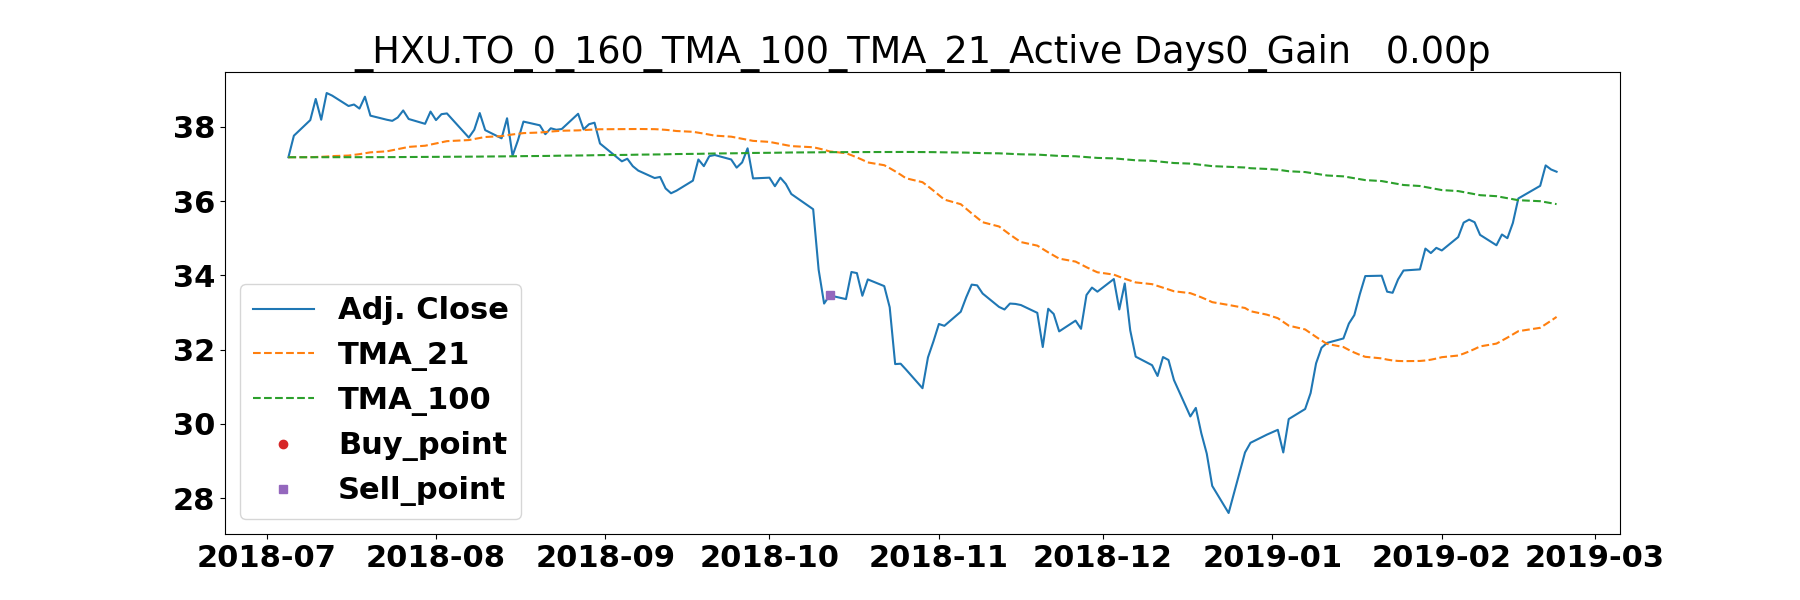 _HXU.TO_0_160_TMA_100_TMA_21_Active Days0_Gain   0.00p
38
36
34
32
30
28
Adj. Close
TMA_21
TMA_100
Buy_point
Sell_point
2018-07 2018-08 2018-09 2018-10 2018-11 2018-12 2019-01 2019-02 2019-03